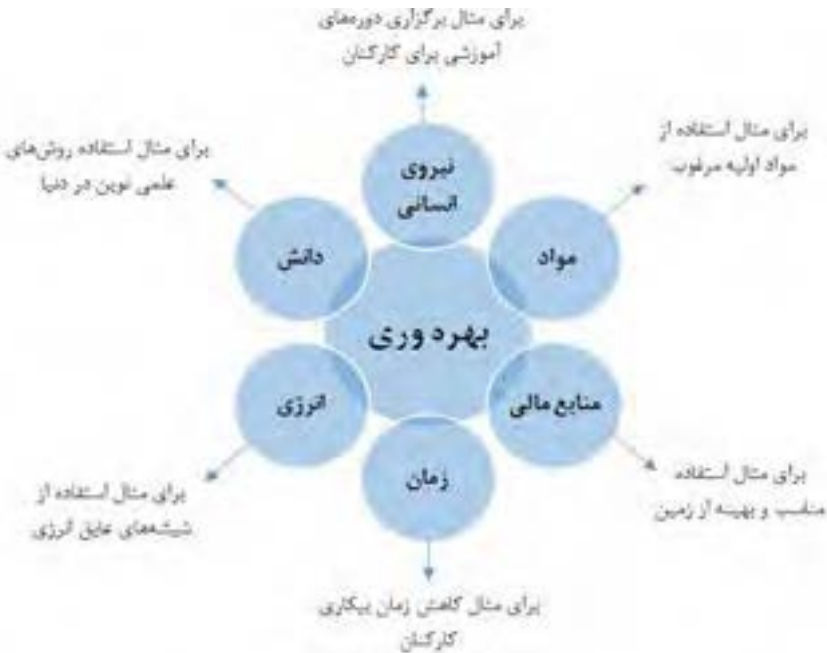 برای مثال برگزاری دوره‌های
آموزشی برای کارکنان
نیروی
انسانی
برای مثال استفاده از
مواد اولیه مرغوب
مواد
برای مثال استفاده روش‌های
علمی نوین در دنیا
دانش
بهره وری
منابع مالی
برای مثال استفاده
مناسب و بهینه از زمین
انرژی
برای مثال استفاده از
شیشه‌های عایق انرژی
زمان
برای مثال کاهش زمان بیکاری
کارکنان